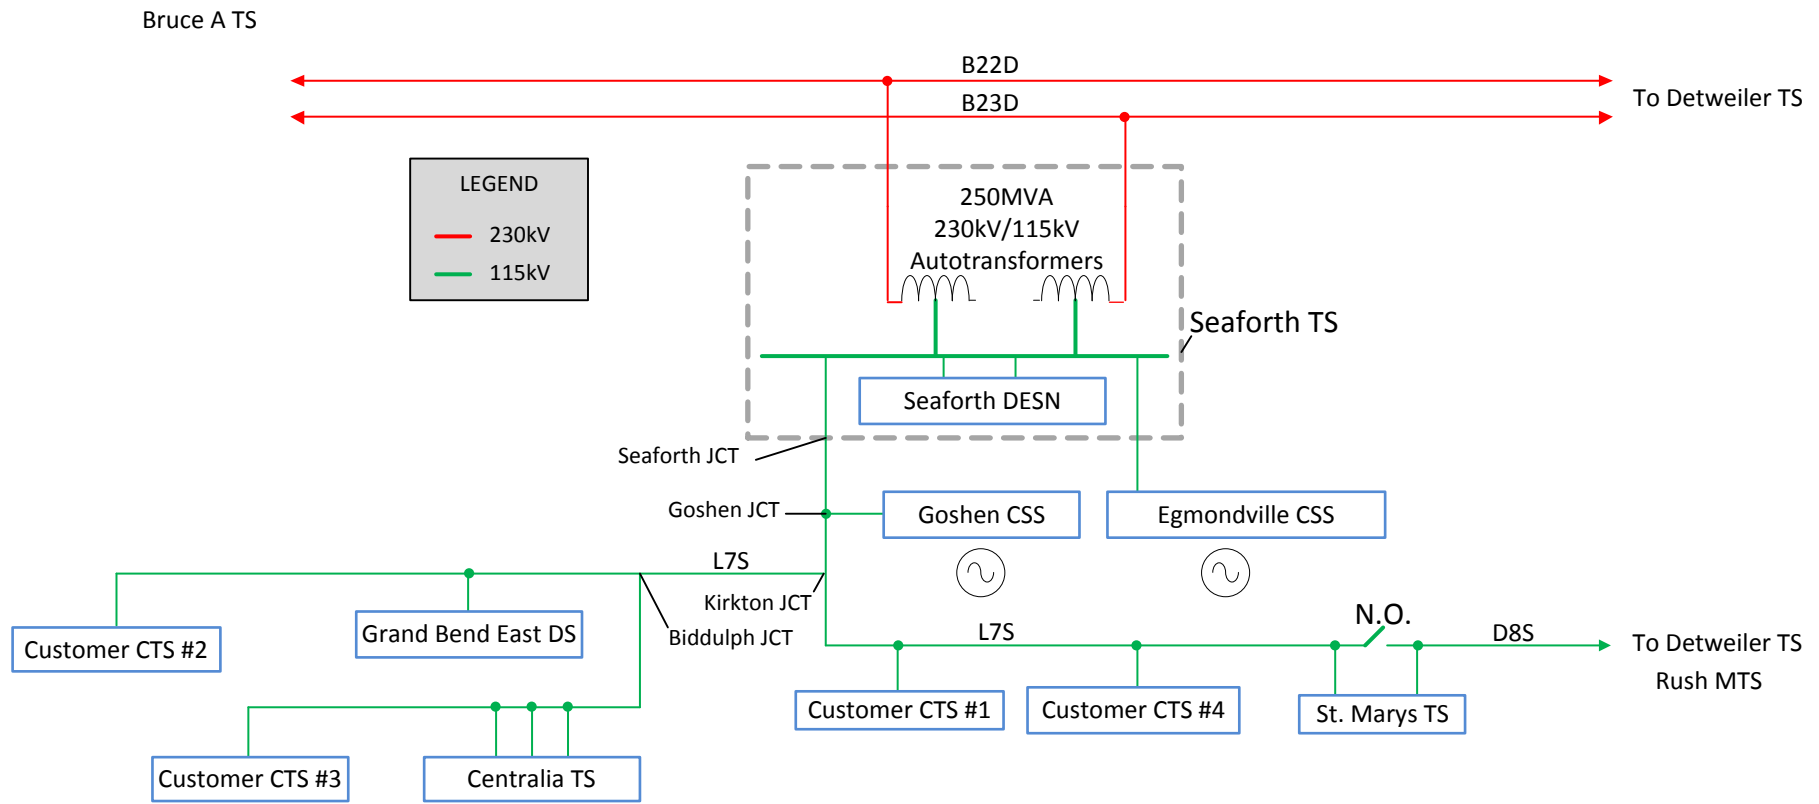 Bruce A TS
B22D
B23D
To Detweiler TS
LEGEND
230kV
115kV
250MVA
230kV/115kV
Autotransformers
Seaforth TS
Seaforth DESN
Seaforth JCT
Goshen JCT
Goshen CSS
Egmondville CSS
L7S
Kirkton JCT
Biddulph JCT
Grand Bend East DS
Customer CTS #2
L7S
N.O.
D8S
To Detweiler TS
Rush MTS
Customer CTS #1
Customer CTS #4
St. Marys TS
Customer CTS #3
Centralia TS